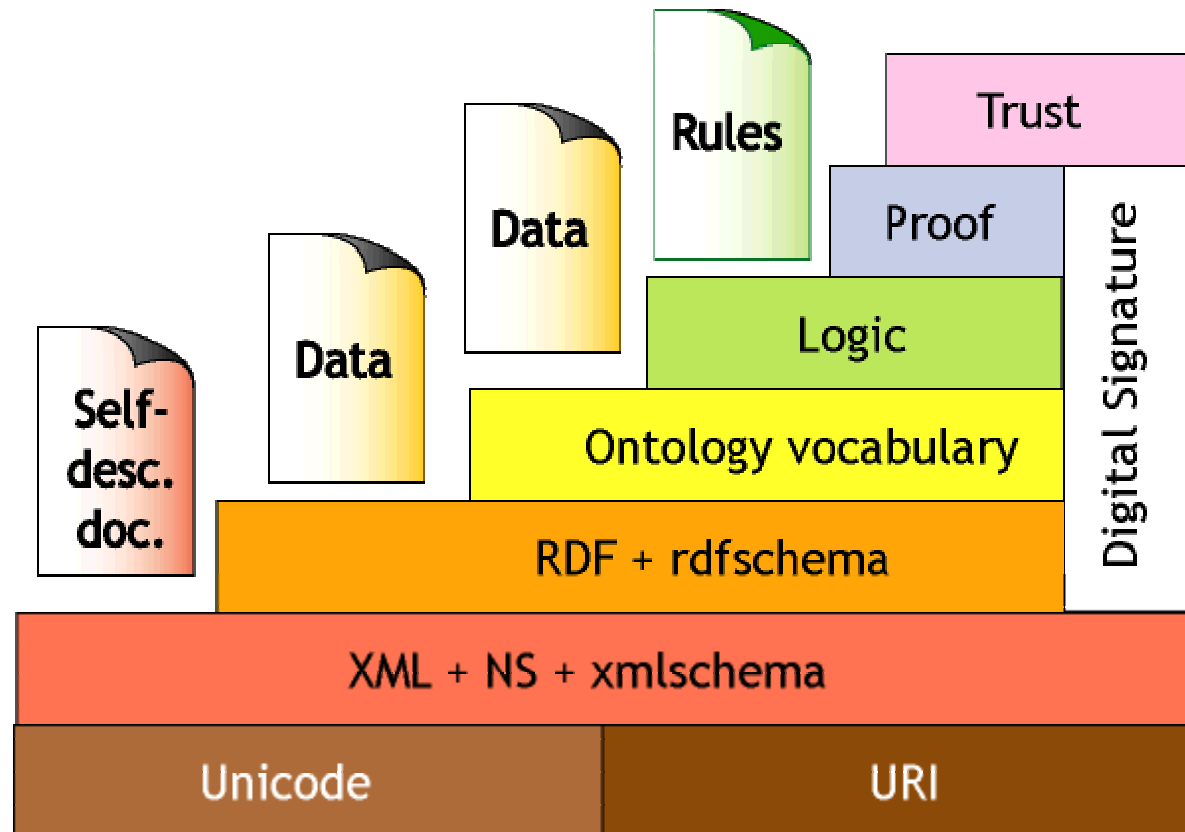 Rules
Trust
Data
Proof
Digital Signature
Data
Logic
Self-
desc.
doc.
Ontology vocabulary
RDF + rdfschema
XML + NS + xmlschema
Unicode
URI